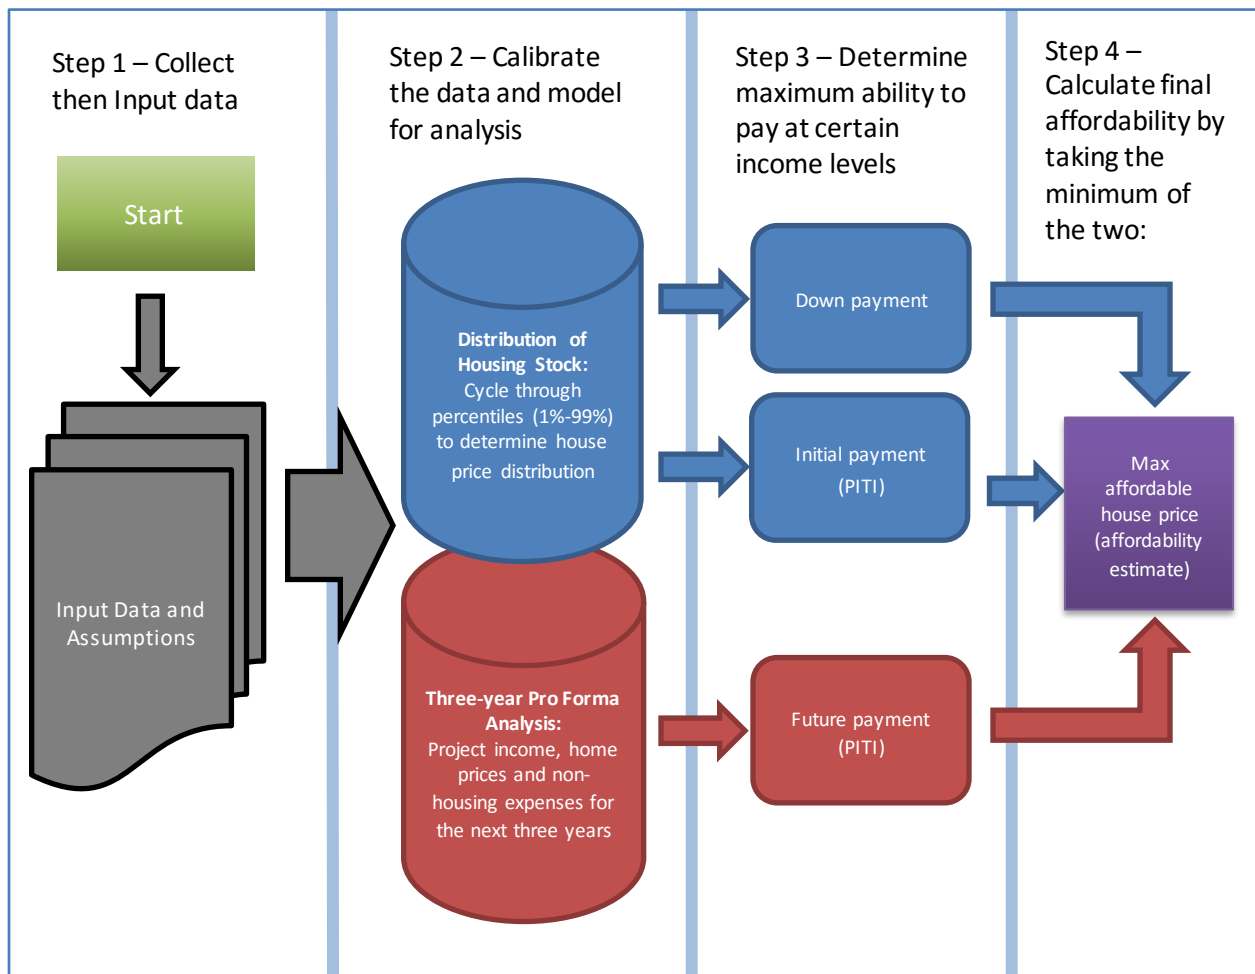 Step 1 – Collect
then Input data
Start
Input Data and
Assumptions
Step 2 – Calibrate
the data and model
for analysis
Distribution of
Housing Stock:
Cycle through
percentiles (1%-99%)
to determine house
price distribution
Three-year Pro Forma
Analysis:
Project income, home
prices and non-
housing expenses for
the next three years
Step 3 – Determine
maximum ability to
pay at certain
income levels
Down payment
Initial payment
(PITI)
Future payment
(PITI)
Step 4 –
Calculate final
affordability by
taking the
minimum of
the two:
Max
affordable
house price
(affordability
estimate)